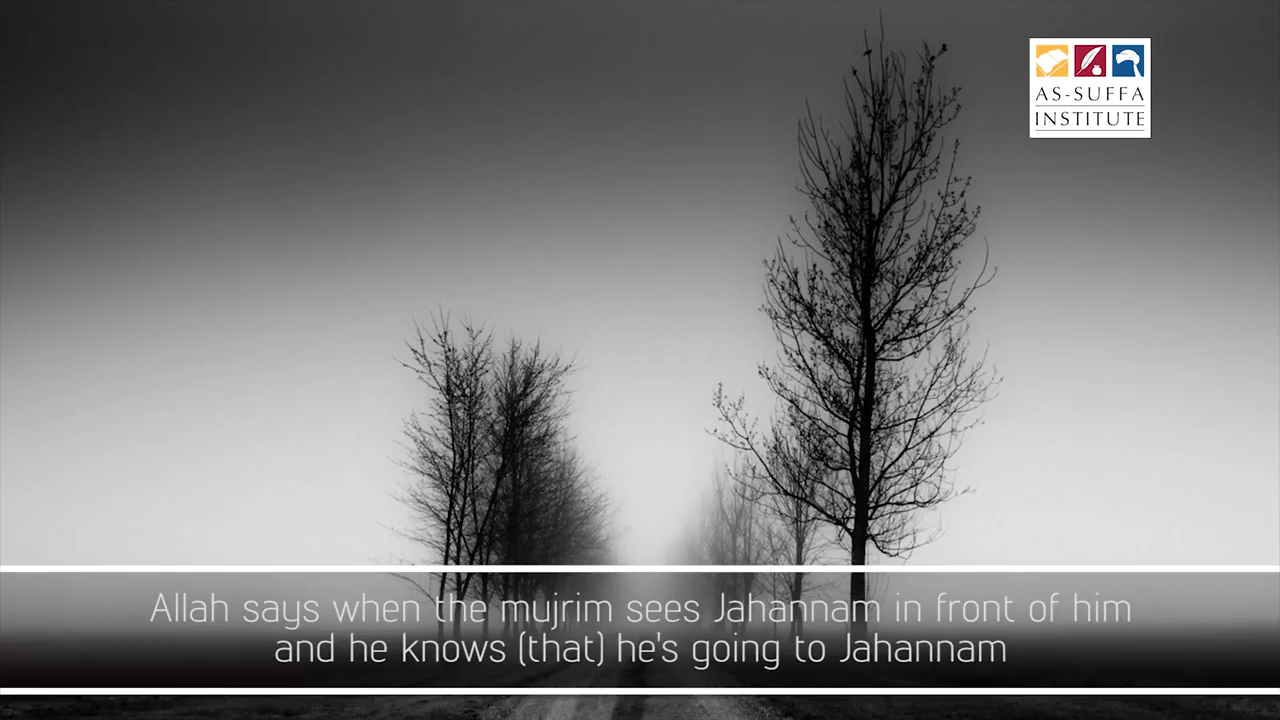 AS-SUFFA
INSTITUTE
Allah says when the mujrim sees Jahannam in front of him
and he knows (that) he's going to Jahannam